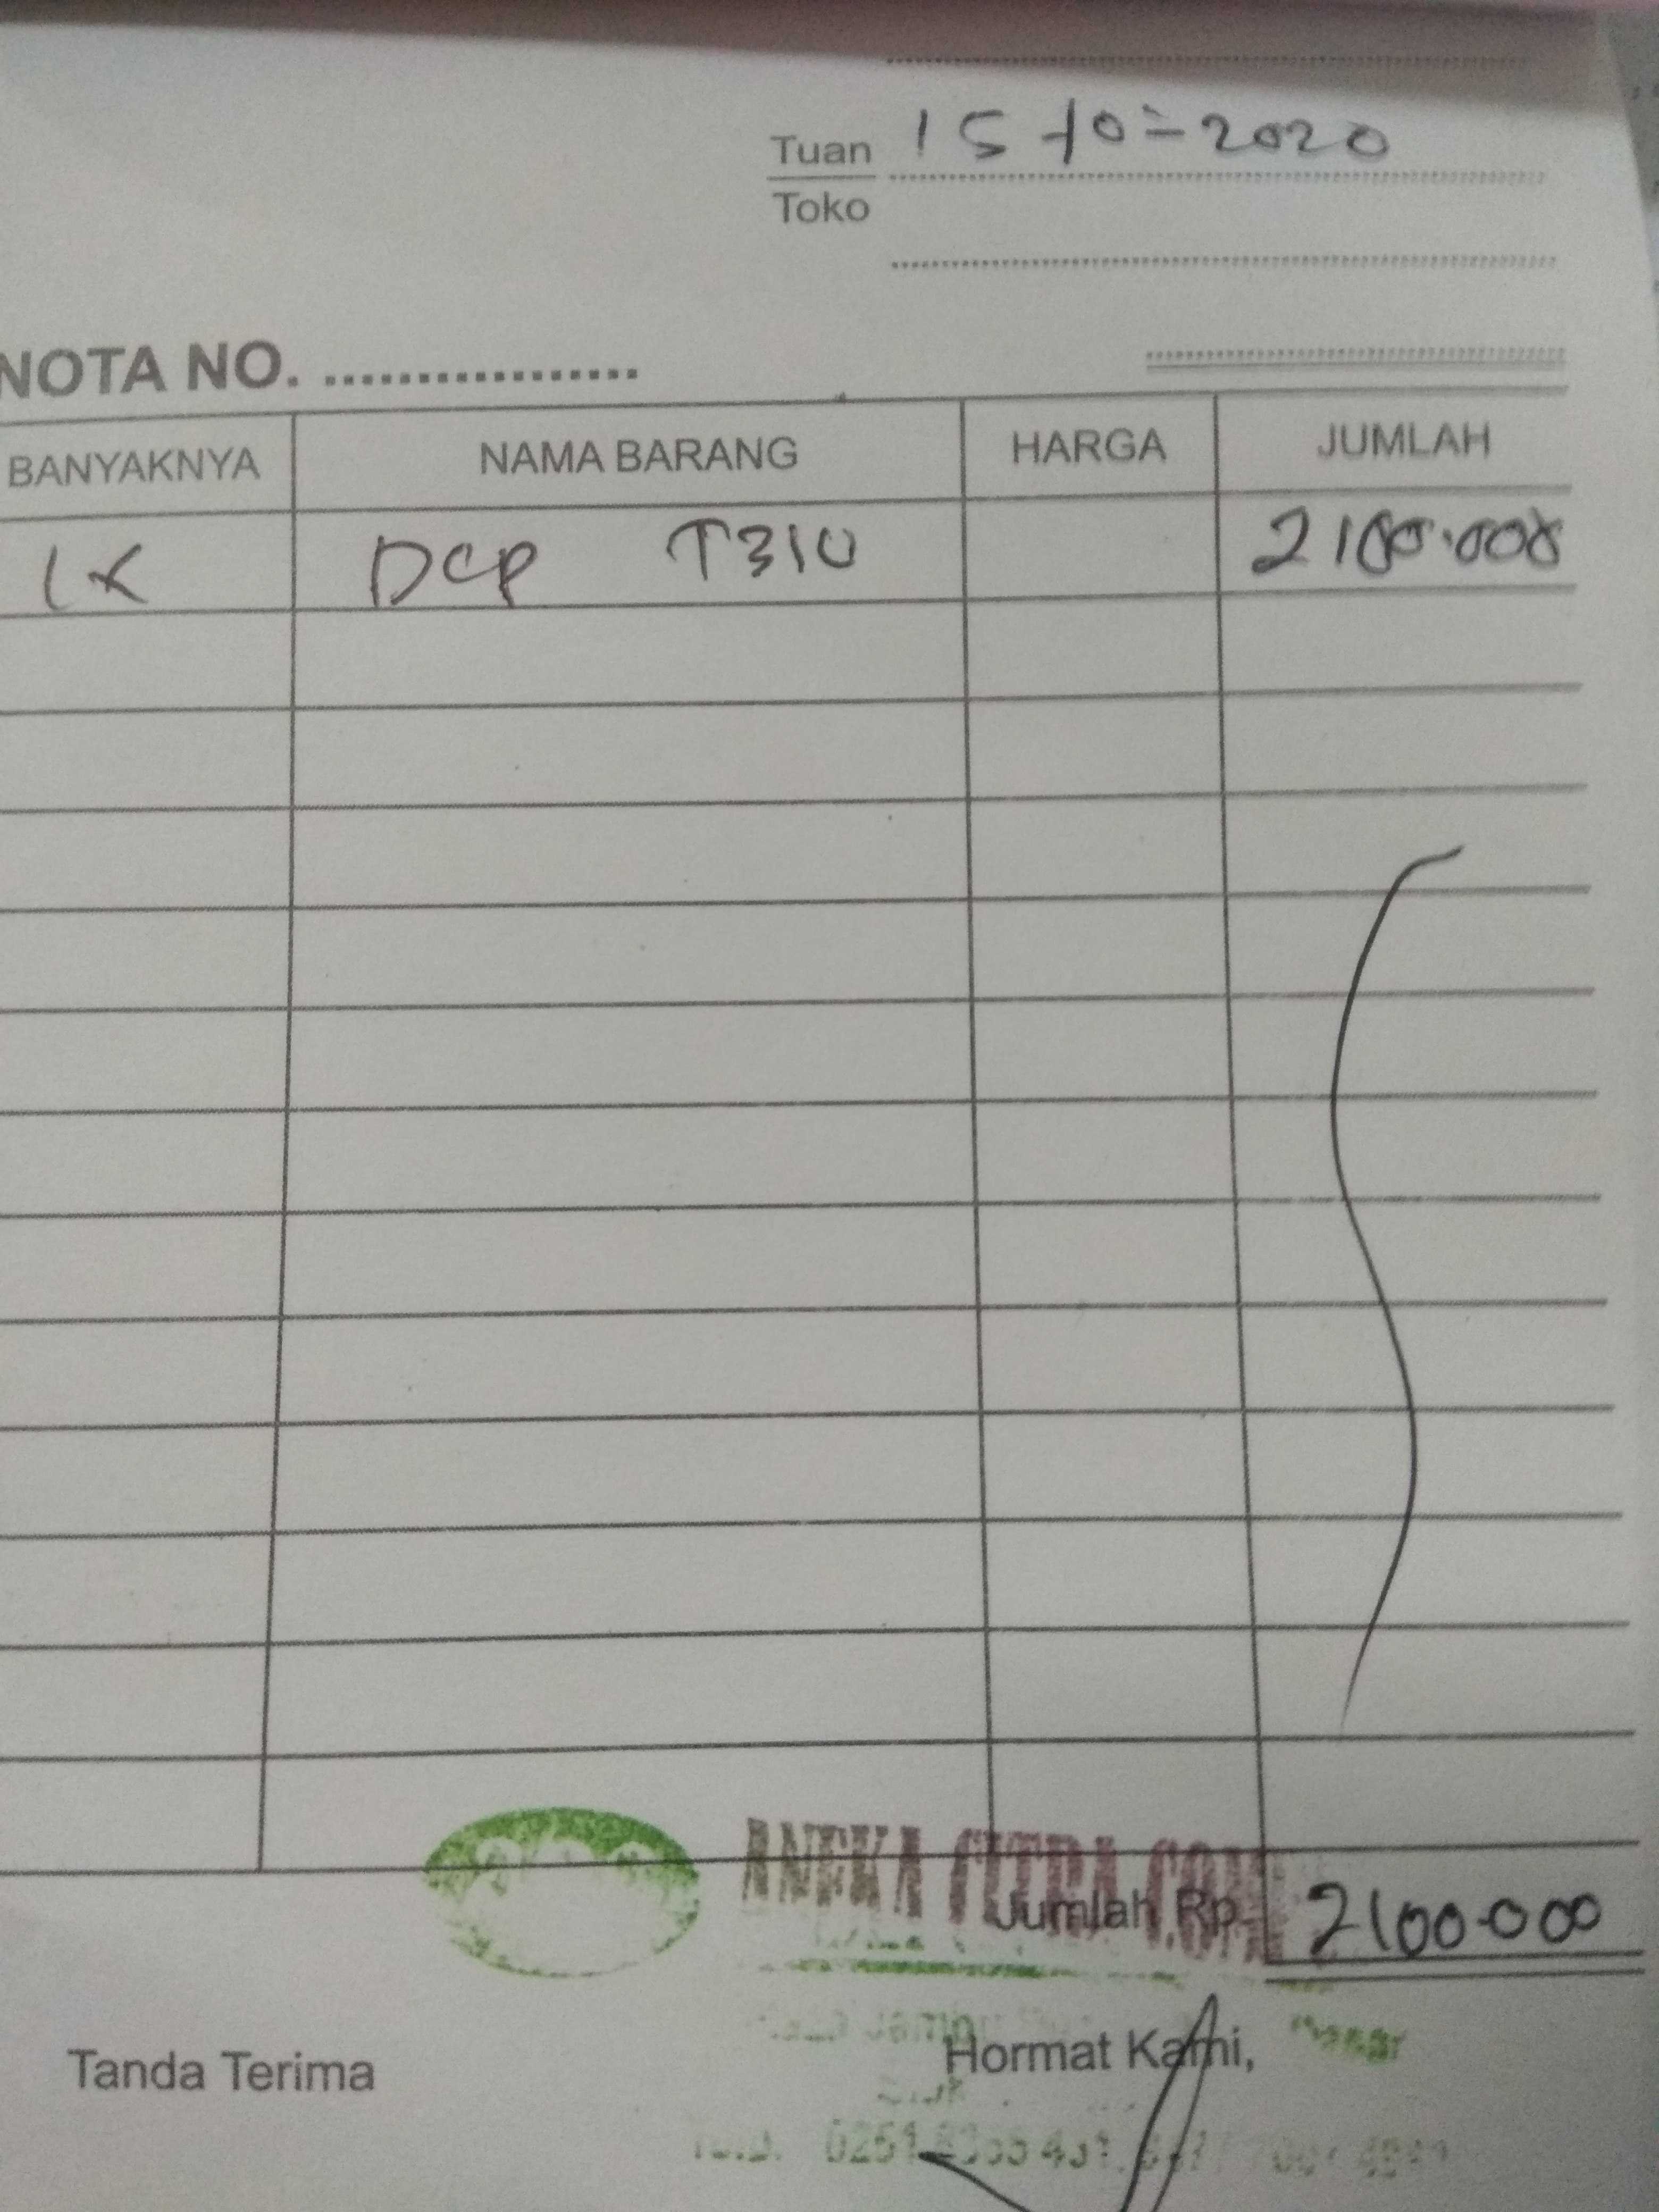 Tuan 15-10-2020
Toko
NOTA NO. ..................
BANYAKNYA NAMA BARANG HARGA JUMLAH
1x DCP T310 2100.000
ANEKA CITRA COM
Jumlah Rp. 2100.000
Tanda Terima Hormat Kami,
0251